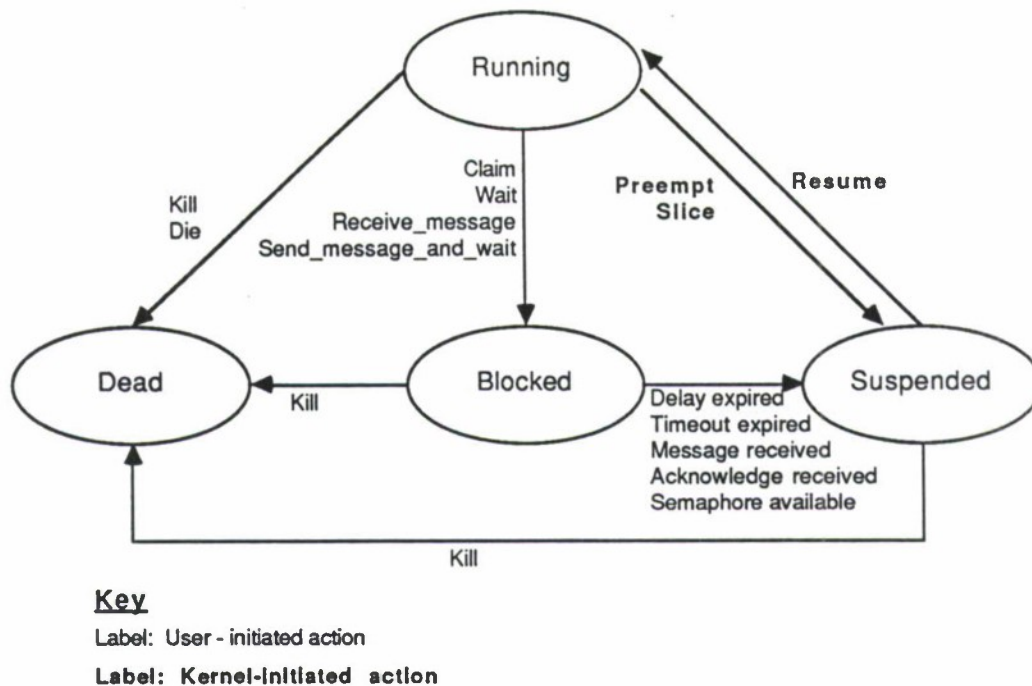 Running
Claim
Wait
Receive_message
Send_message_and_wait
Kill
Die
Preempt
Slice
Resume
Dead
Blocked
Suspended
Kill
Delay expired
Timeout expired
Message received
Acknowledge received
Semaphore available
Kill
Key
Label: User - initiated action
Label: Kernel-initiated action